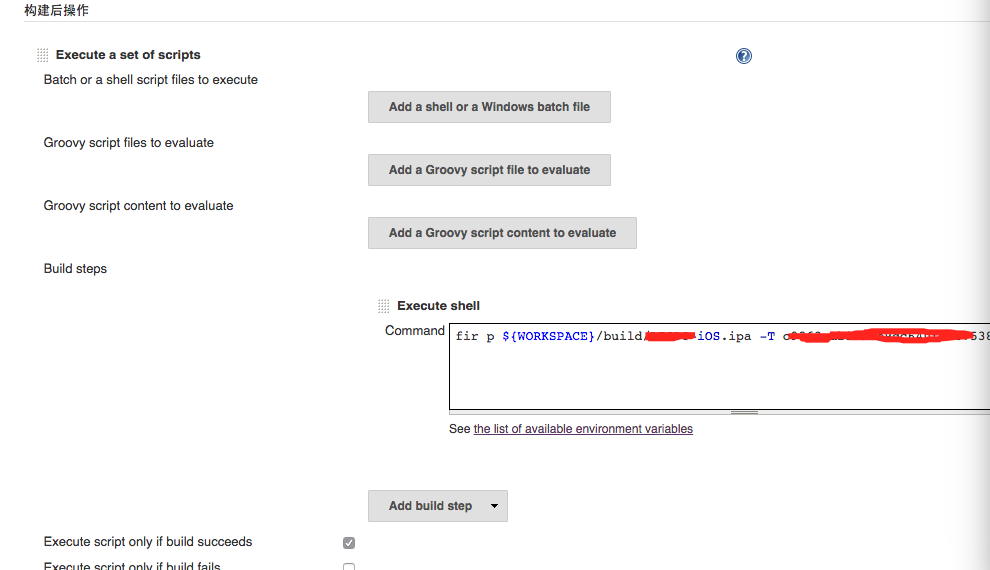 构建后操作
Execute a set of scripts
Batch or a shell script files to execute
Add a shell or a Windows batch file
Groovy script files to evaluate
Add a Groovy script file to evaluate
Groovy script content to evaluate
Add a Groovy script content to evaluate
Build steps
Execute shell
Command
fir p ${WORKSPACE}/build/ iOS.ipa -T
See the list of available environment variables
Add build step
Execute script only if build succeeds
Execute script only if build fails